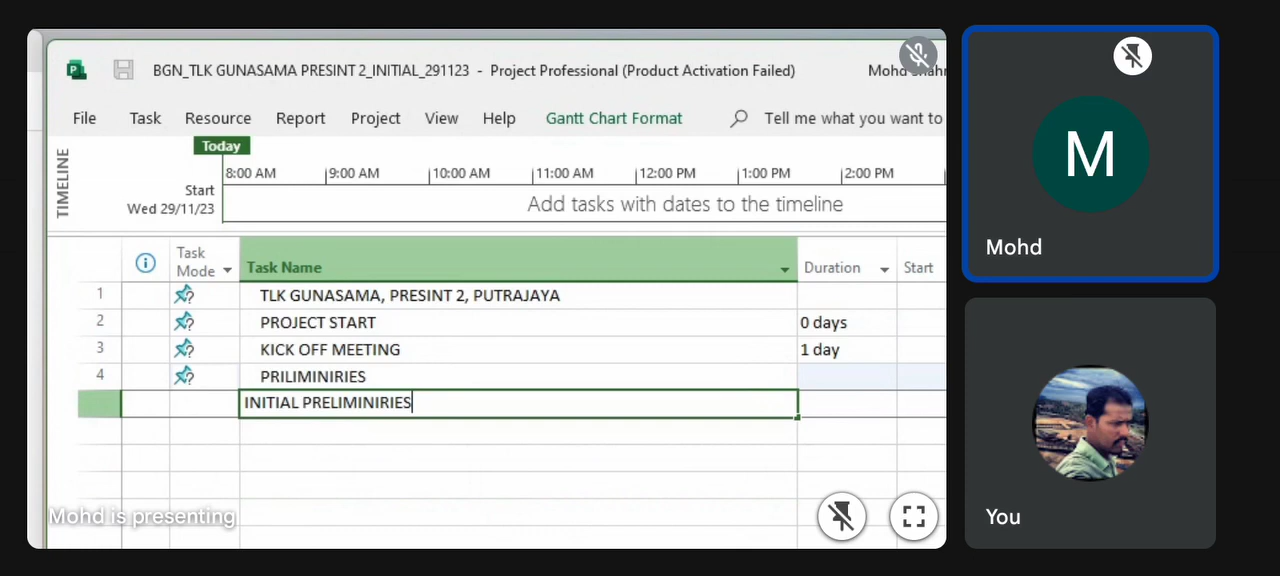 BGN_TLK GUNASAMA PRESINT 2_INITIAL_291123 - Project Professional (Product Activation Failed)
Mohd
File Task Resource Report Project View Help Gantt Chart Format Tell me what you want to
TIMELINE
Today
8:00 AM 9:00 AM 10:00 AM 11:00 AM 12:00 PM 1:00 PM 2:00 PM
Start
Wed 29/11/23
Add tasks with dates to the timeline
Task Mode Task Name Duration Start
1 TLK GUNASAMA, PRESINT 2, PUTRAJAYA
2 PROJECT START 0 days
3 KICK OFF MEETING 1 day
4 PRILIMINIRIES
INITIAL PRELIMINIRIES
Mohd is presenting
M
Mohd
You